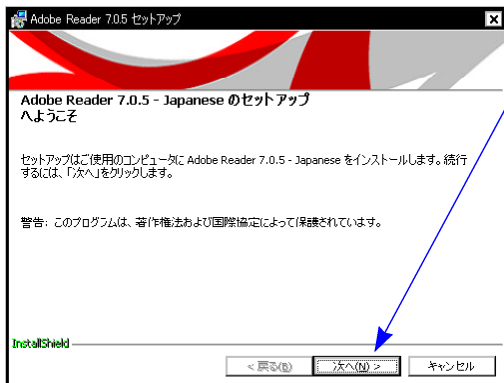 Adobe Reader 7.0.5 セットアップ
Adobe Reader 7.0.5 - Japanese のセットアップ
へようこそ
セットアップはご使用のコンピュータに Adobe Reader 7.0.5 - Japanese をインストールします。続行
するには、「次へ」をクリックします。
警告: このプログラムは、著作権法および国際協定によって保護されています。
InstallShield
< 戻る(B)
次へ(N) >
キャンセル